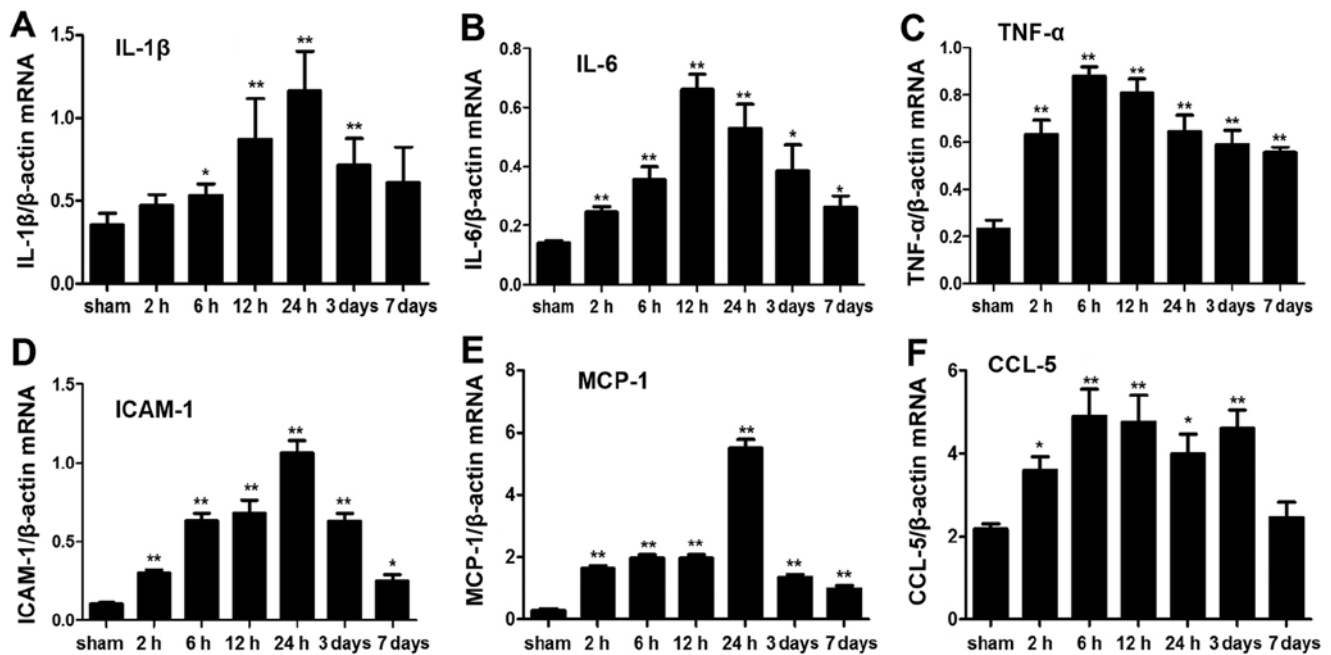 A
IL-1β
IL-1β/β-actin mRNA
1.5
1.0
0.5
0.0
*
**
**
**
sham 2 h 6 h 12 h 24 h 3 days 7 days
B
IL-6
IL-6/β-actin mRNA
0.8
0.6
0.4
0.2
0.0
**
**
**
**
*
*
sham 2 h 6 h 12 h 24 h 3 days 7 days
C
TNF-α
TNF-α/β-actin mRNA
1.0
0.8
0.6
0.4
0.2
0.0
**
**
**
**
**
**
sham 2 h 6 h 12 h 24 h 3 days 7 days
D
ICAM-1
ICAM-1/β-actin mRNA
1.5
1.0
0.5
0.0
**
**
**
**
**
*
sham 2 h 6 h 12 h 24 h 3 days 7 days
E
MCP-1
MCP-1/β-actin mRNA
8
6
4
2
0
**
**
**
**
**
**
sham 2 h 6 h 12 h 24 h 3 days 7 days
F
CCL-5
CCL-5/β-actin mRNA
6
4
2
0
*
**
**
*
**
sham 2 h 6 h 12 h 24 h 3 days 7 days